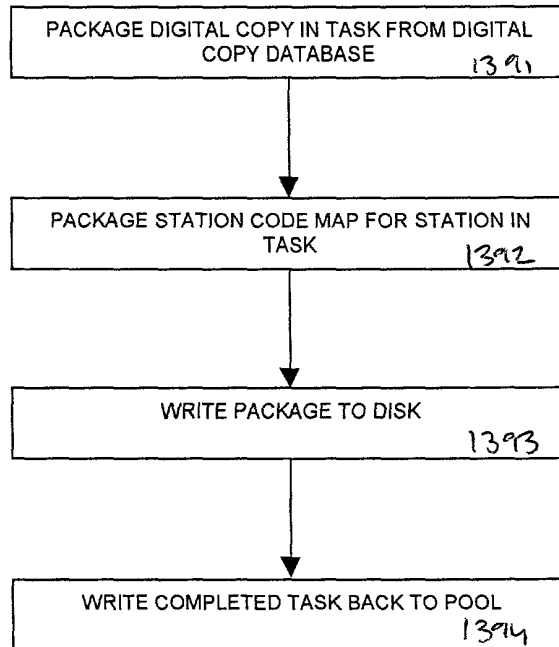 PACKAGE DIGITAL COPY IN TASK FROM DIGITAL
COPY DATABASE
1391
PACKAGE STATION CODE MAP FOR STATION IN
TASK
1392
WRITE PACKAGE TO DISK
1393
WRITE COMPLETED TASK BACK TO POOL
1394